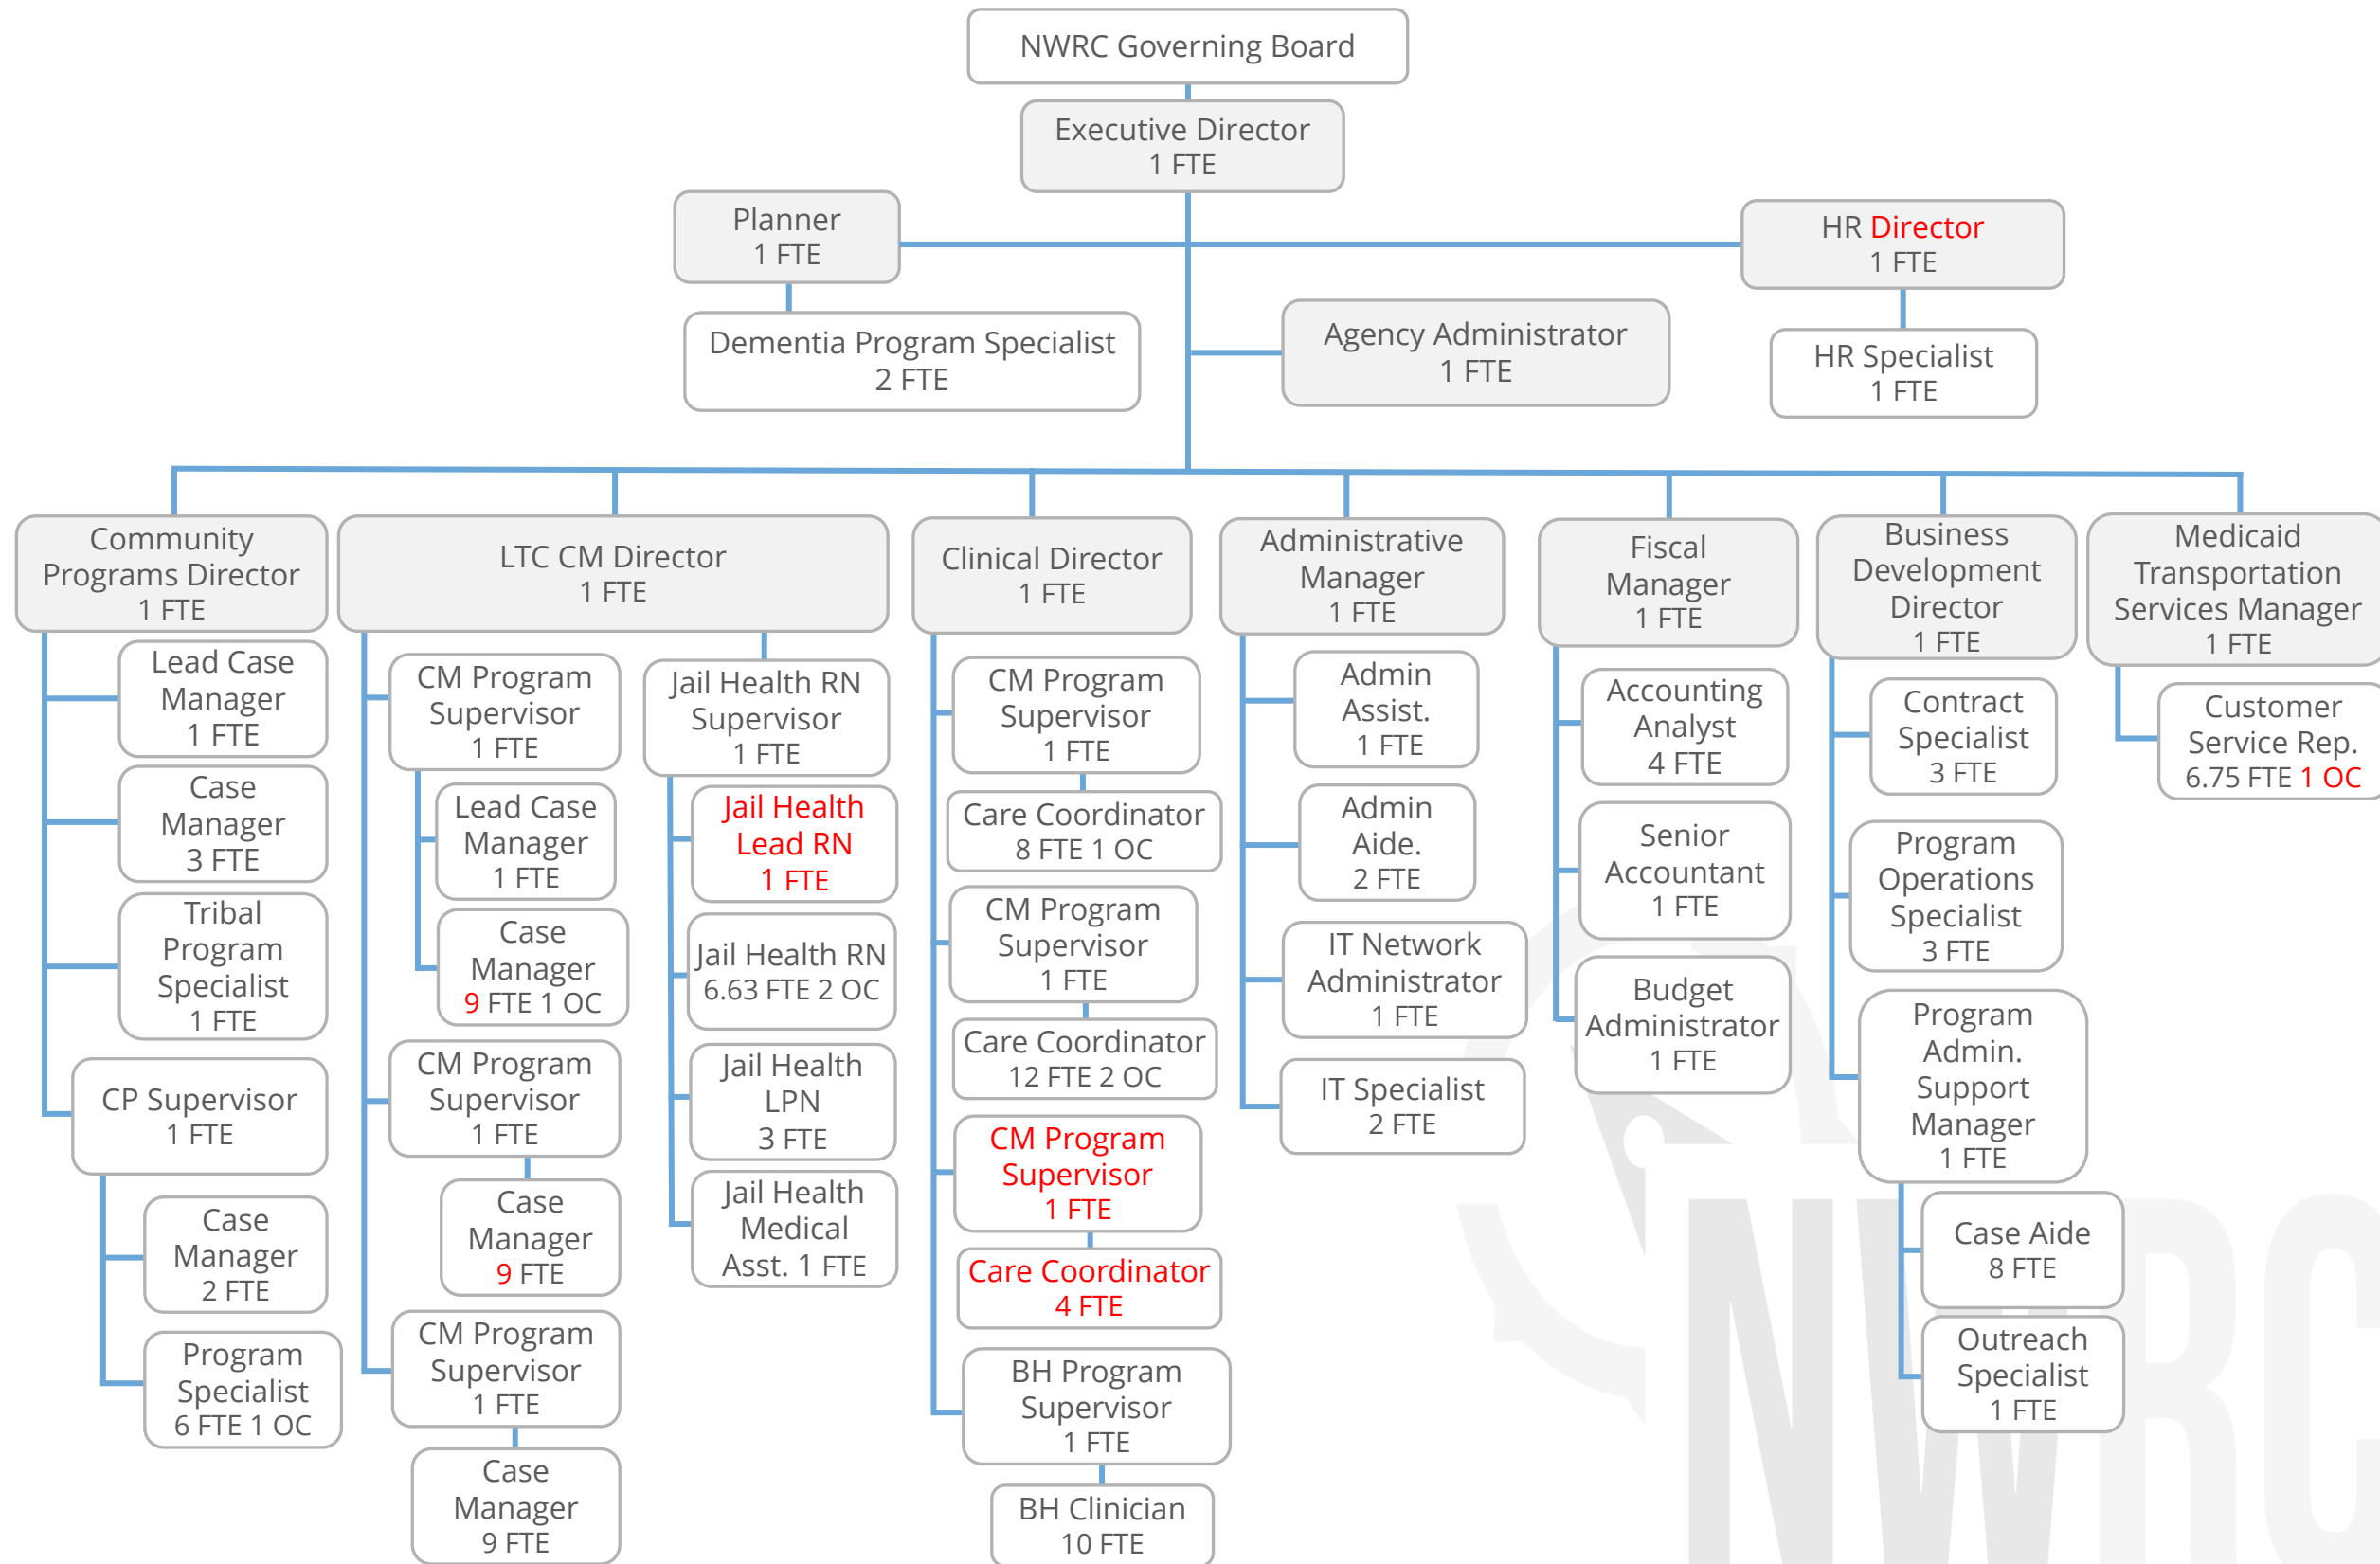 NWRC Governing Board
Executive Director
1 FTE
Planner
1 FTE
HR Director
1 FTE
Dementia Program Specialist
2 FTE
Agency Administrator
1 FTE
HR Specialist
1 FTE
Community
Programs Director
1 FTE
Lead Case
Manager
1 FTE
Case
Manager
3 FTE
Tribal
Program
Specialist
1 FTE
CP Supervisor
1 FTE
Case
Manager
2 FTE
Program
Specialist
6 FTE 1 OC
LTC CM Director
1 FTE
CM Program
Supervisor
1 FTE
Lead Case
Manager
1 FTE
Case
Manager
9 FTE 1 OC
CM Program
Supervisor
1 FTE
Case
Manager
9 FTE
CM Program
Supervisor
1 FTE
Case
Manager
9 FTE
Jail Health RN
Supervisor
1 FTE
Jail Health
Lead RN
1 FTE
Jail Health RN
6.63 FTE 2 OC
Jail Health
LPN
3 FTE
Jail Health
Medical
Asst. 1 FTE
Clinical Director
1 FTE
CM Program
Supervisor
1 FTE
Care Coordinator
8 FTE 1 OC
CM Program
Supervisor
1 FTE
Care Coordinator
12 FTE 2 OC
CM Program
Supervisor
1 FTE
Care Coordinator
4 FTE
BH Program
Supervisor
1 FTE
BH Clinician
10 FTE
Administrative
Manager
1 FTE
Admin
Assist.
1 FTE
Admin
Aide.
2 FTE
IT Network
Administrator
1 FTE
IT Specialist
2 FTE
Fiscal
Manager
1 FTE
Accounting
Analyst
4 FTE
Senior
Accountant
1 FTE
Budget
Administrator
1 FTE
Business
Development
Director
1 FTE
Contract
Specialist
3 FTE
Program
Operations
Specialist
3 FTE
Program
Admin.
Support
Manager
1 FTE
Case Aide
8 FTE
Outreach
Specialist
1 FTE
Medicaid
Transportation
Services Manager
1 FTE
Customer
Service Rep.
6.75 FTE 1 OC
NWRC